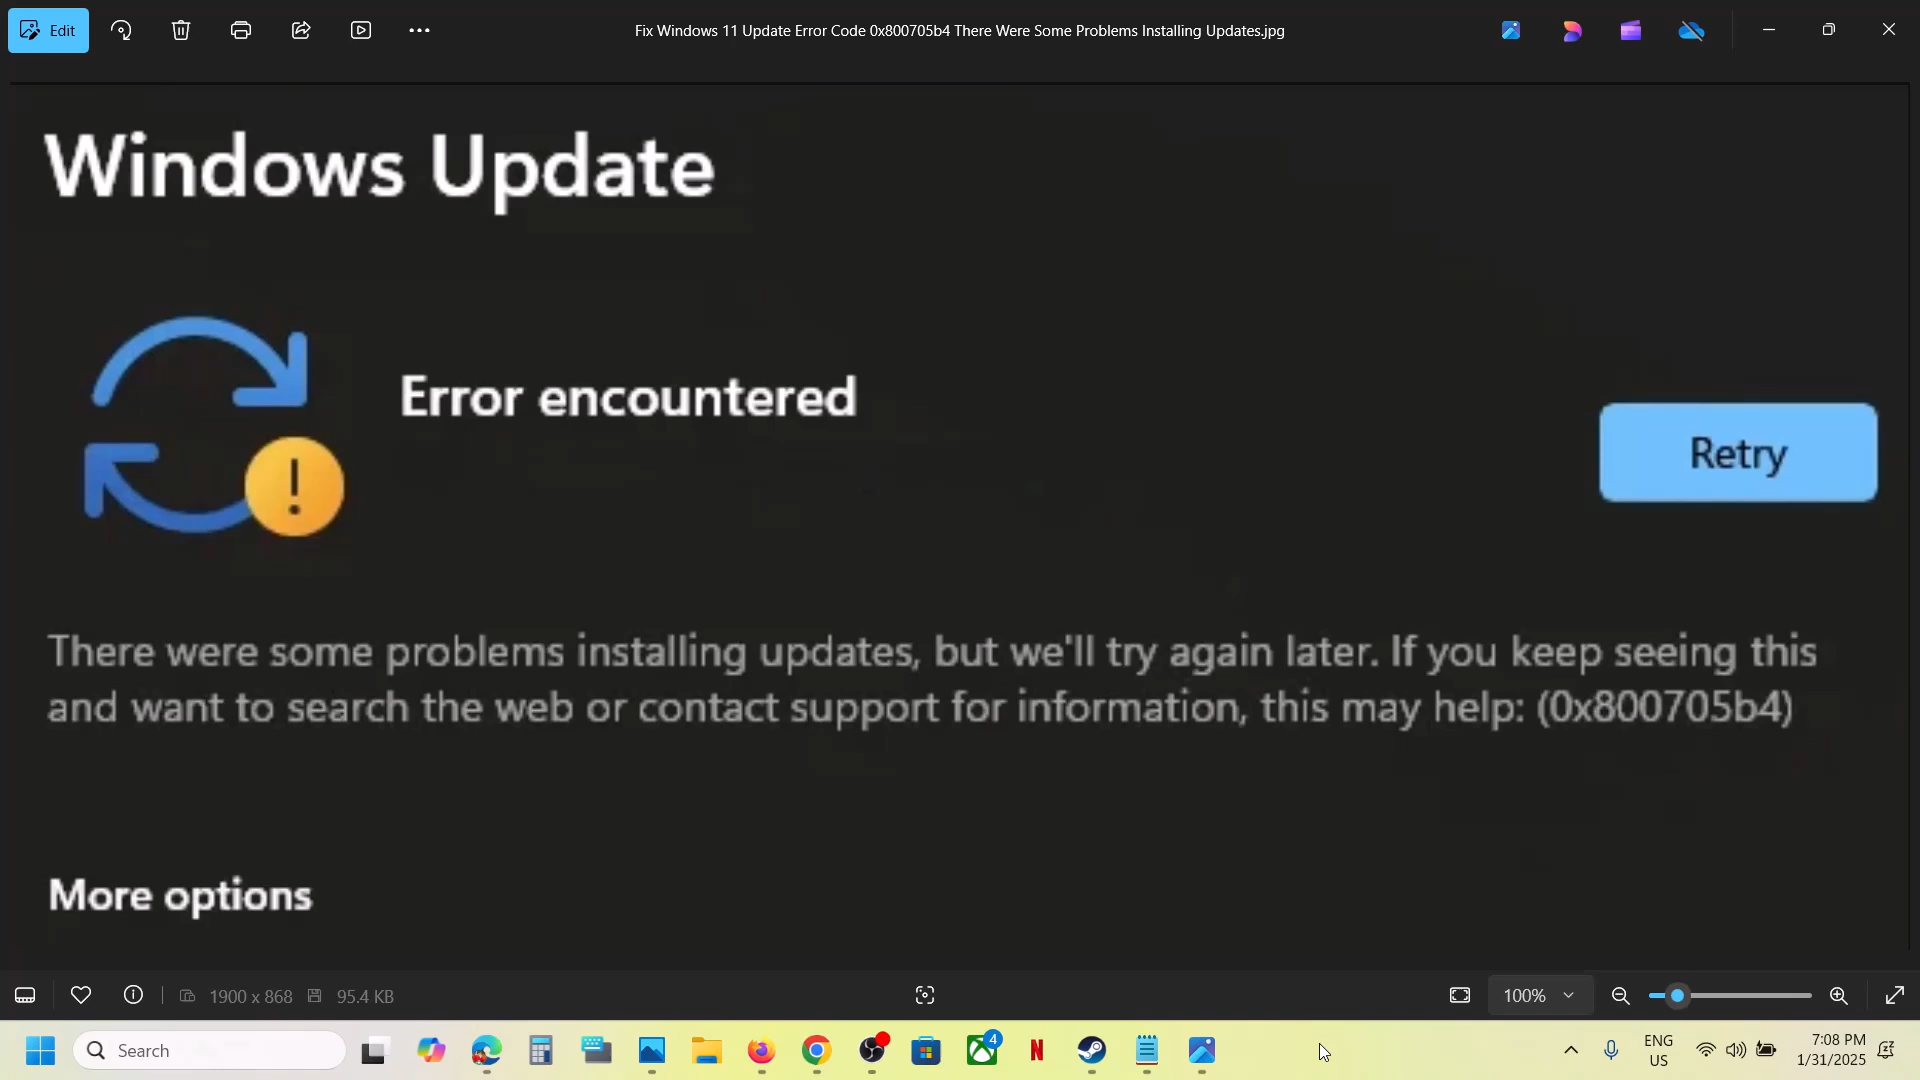 Edit
Fix Windows 11 Update Error Code 0x800705b4 There Were Some Problems Installing Updates.jpg
Windows Update
Error encountered
Retry
There were some problems installing updates, but we'll try again later. If you keep seeing this
and want to search the web or contact support for information, this may help: (0x800705b4)
More options
1900 x 868
95.4 KB
100%
Search
4
N
ENG
US
7:08 PM
1/31/2025